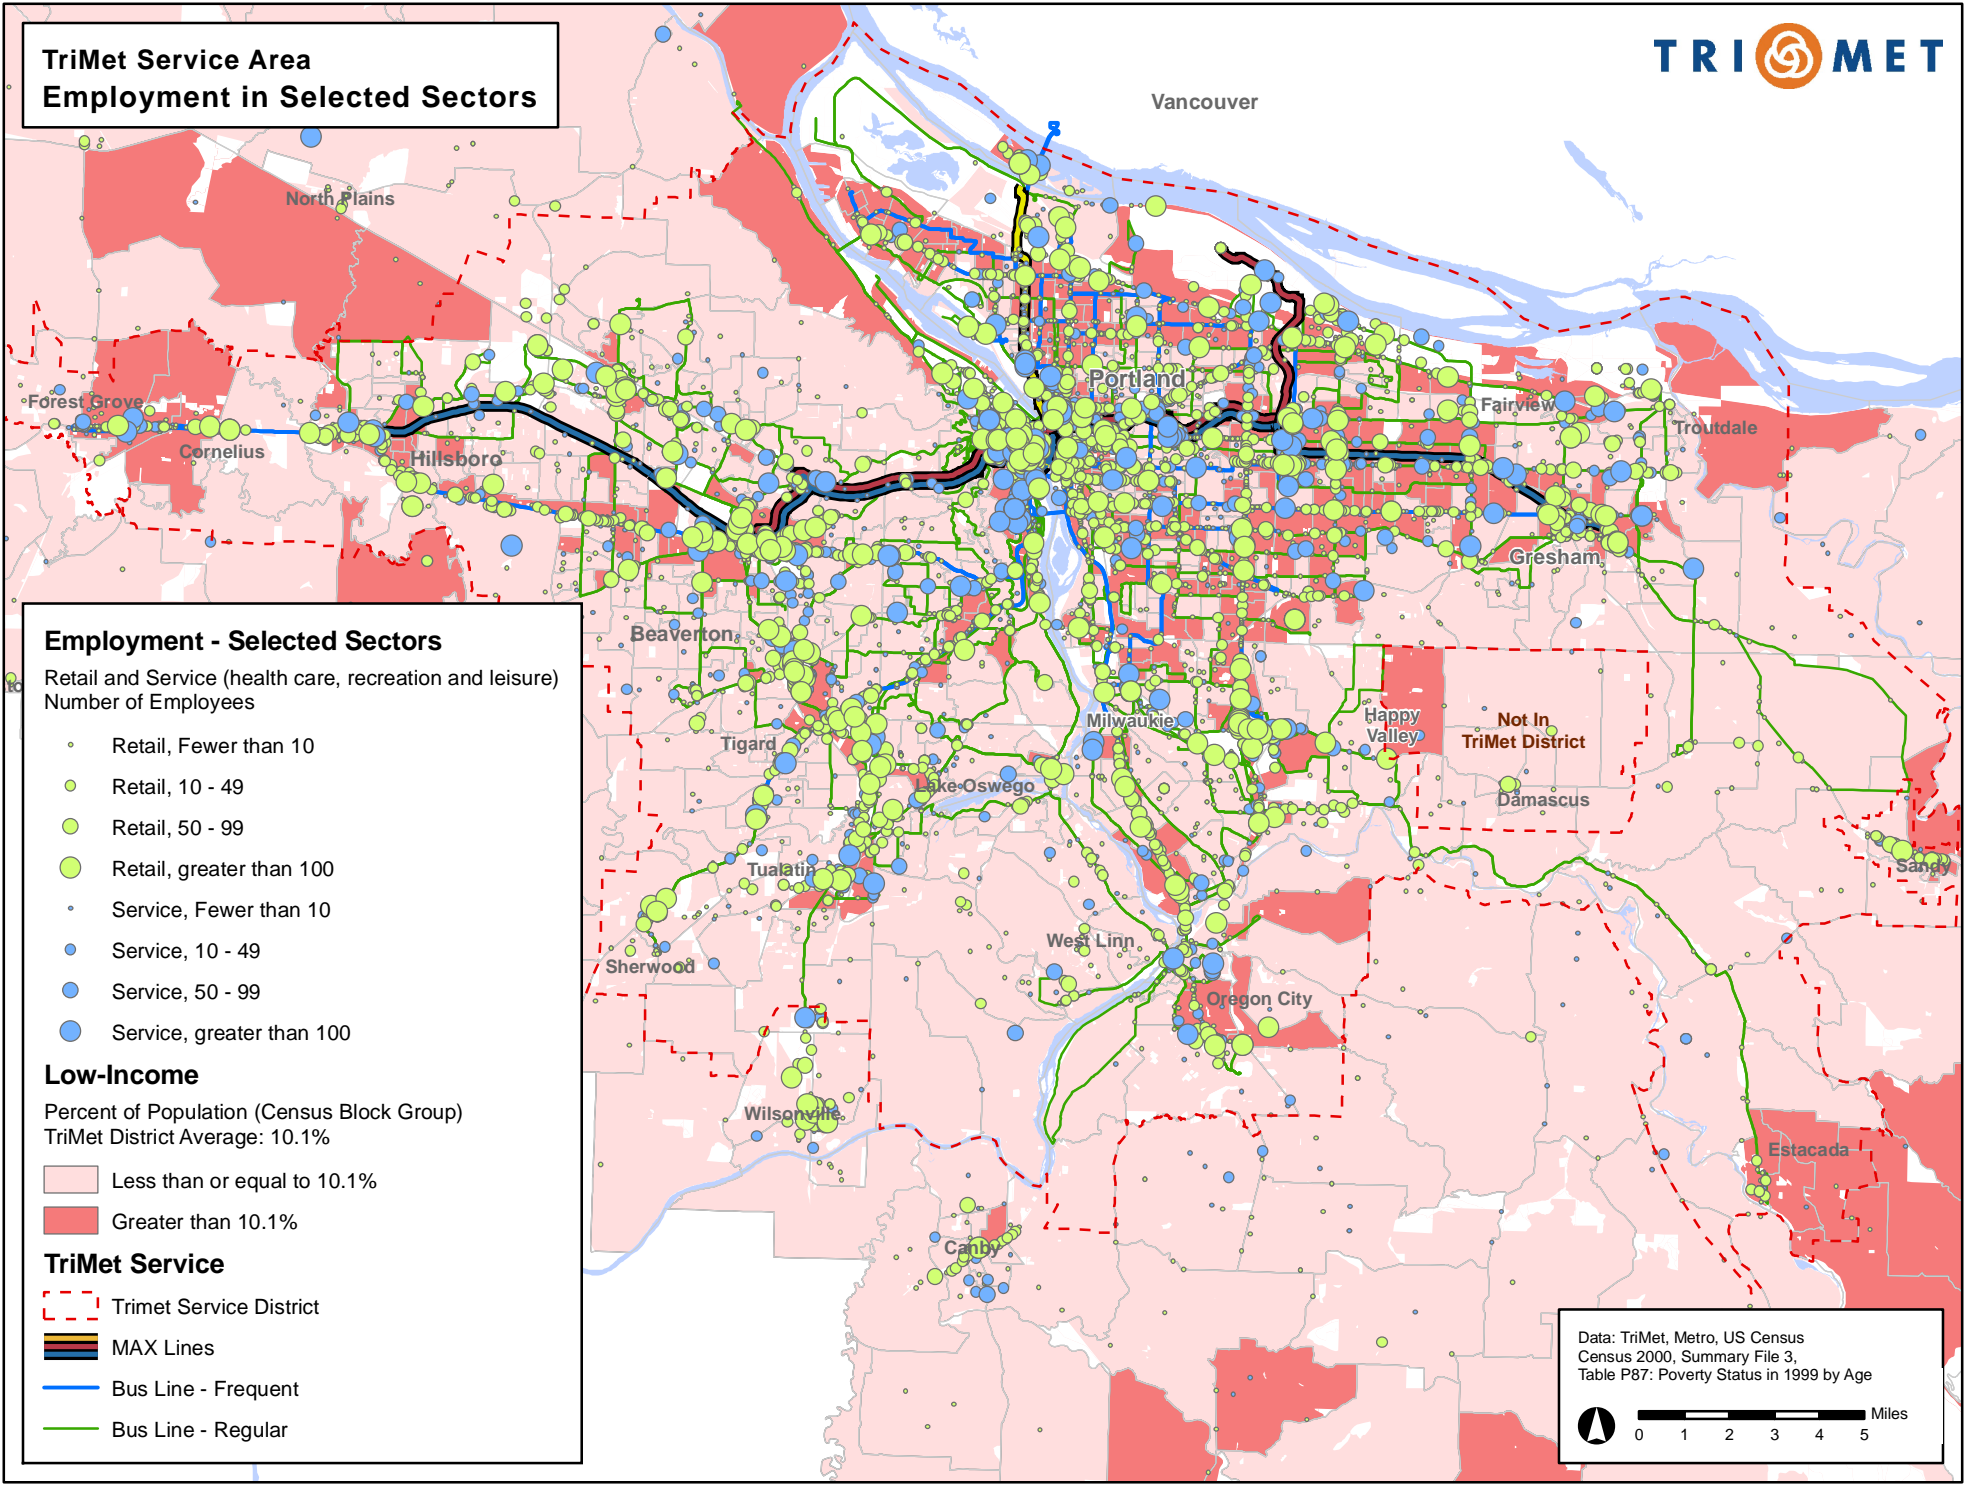 TriMet Service Area
Employment in Selected Sectors
TRI MET
Vancouver
North Plains
Portland
Forest Grove
Cornelius
Hillsboro
Fairview
Troutdale
Gresham
Beaverton
Milwaukie
Happy
Valley
Not In
TriMet District
Tigard
Lake Oswego
Damascus
Tualatin
Sandy
West Linn
Sherwood
Oregon City
Wilsonville
Estacada
Canby
Employment - Selected Sectors
Retail and Service (health care, recreation and leisure)
Number of Employees
Retail, Fewer than 10
Retail, 10 - 49
Retail, 50 - 99
Retail, greater than 100
Service, Fewer than 10
Service, 10 - 49
Service, 50 - 99
Service, greater than 100
Low-Income
Percent of Population (Census Block Group)
TriMet District Average: 10.1%
Less than or equal to 10.1%
Greater than 10.1%
TriMet Service
Trimet Service District
MAX Lines
Bus Line - Frequent
Bus Line - Regular
Data: TriMet, Metro, US Census
Census 2000, Summary File 3,
Table P87: Poverty Status in 1999 by Age
Miles
0 1 2 3 4 5